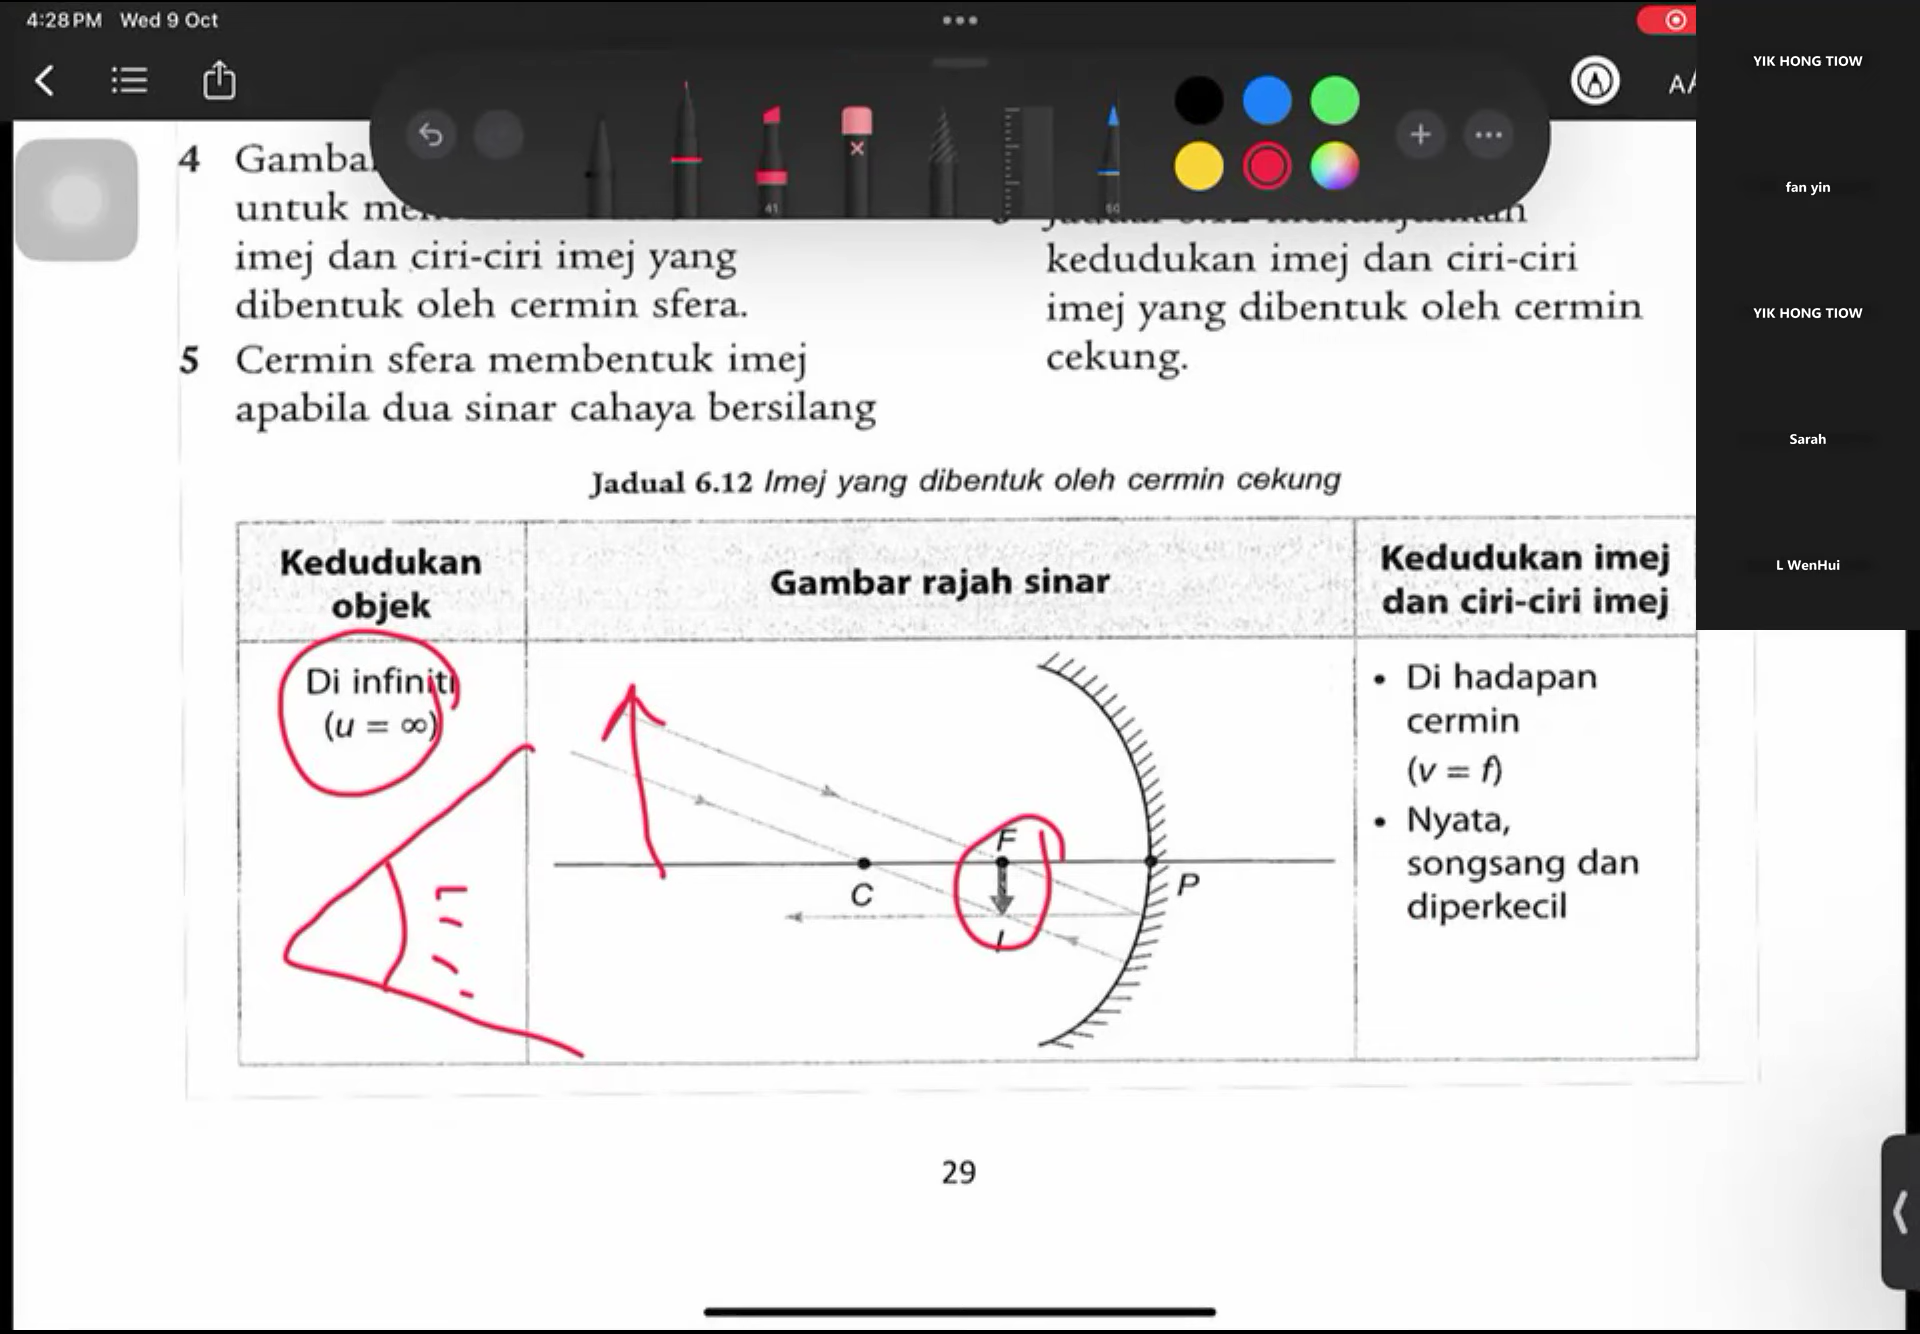 4:28 PM Wed 9 Oct
41
50
4 Gambar
untuk
imej dan ciri-ciri imej yang
dibentuk oleh cermin sfera.
5 Cermin sfera membentuk imej
apabila dua sinar cahaya bersilang
kedudukan imej dan ciri-ciri
imej yang dibentuk oleh cermin
cekung.
Jadual 6.12 Imej yang dibentuk oleh cermin cekung
Kedudukan
objek
Gambar rajah sinar
Kedudukan imej
dan ciri-ciri imej
Di infiniti
(u = ∞)
F
C
P
I
• Di hadapan
cermin
(v = f)
• Nyata,
songsang dan
diperkecil
29
YIK HONG TIOW
fan yin
YIK HONG TIOW
Sarah
L WenHui